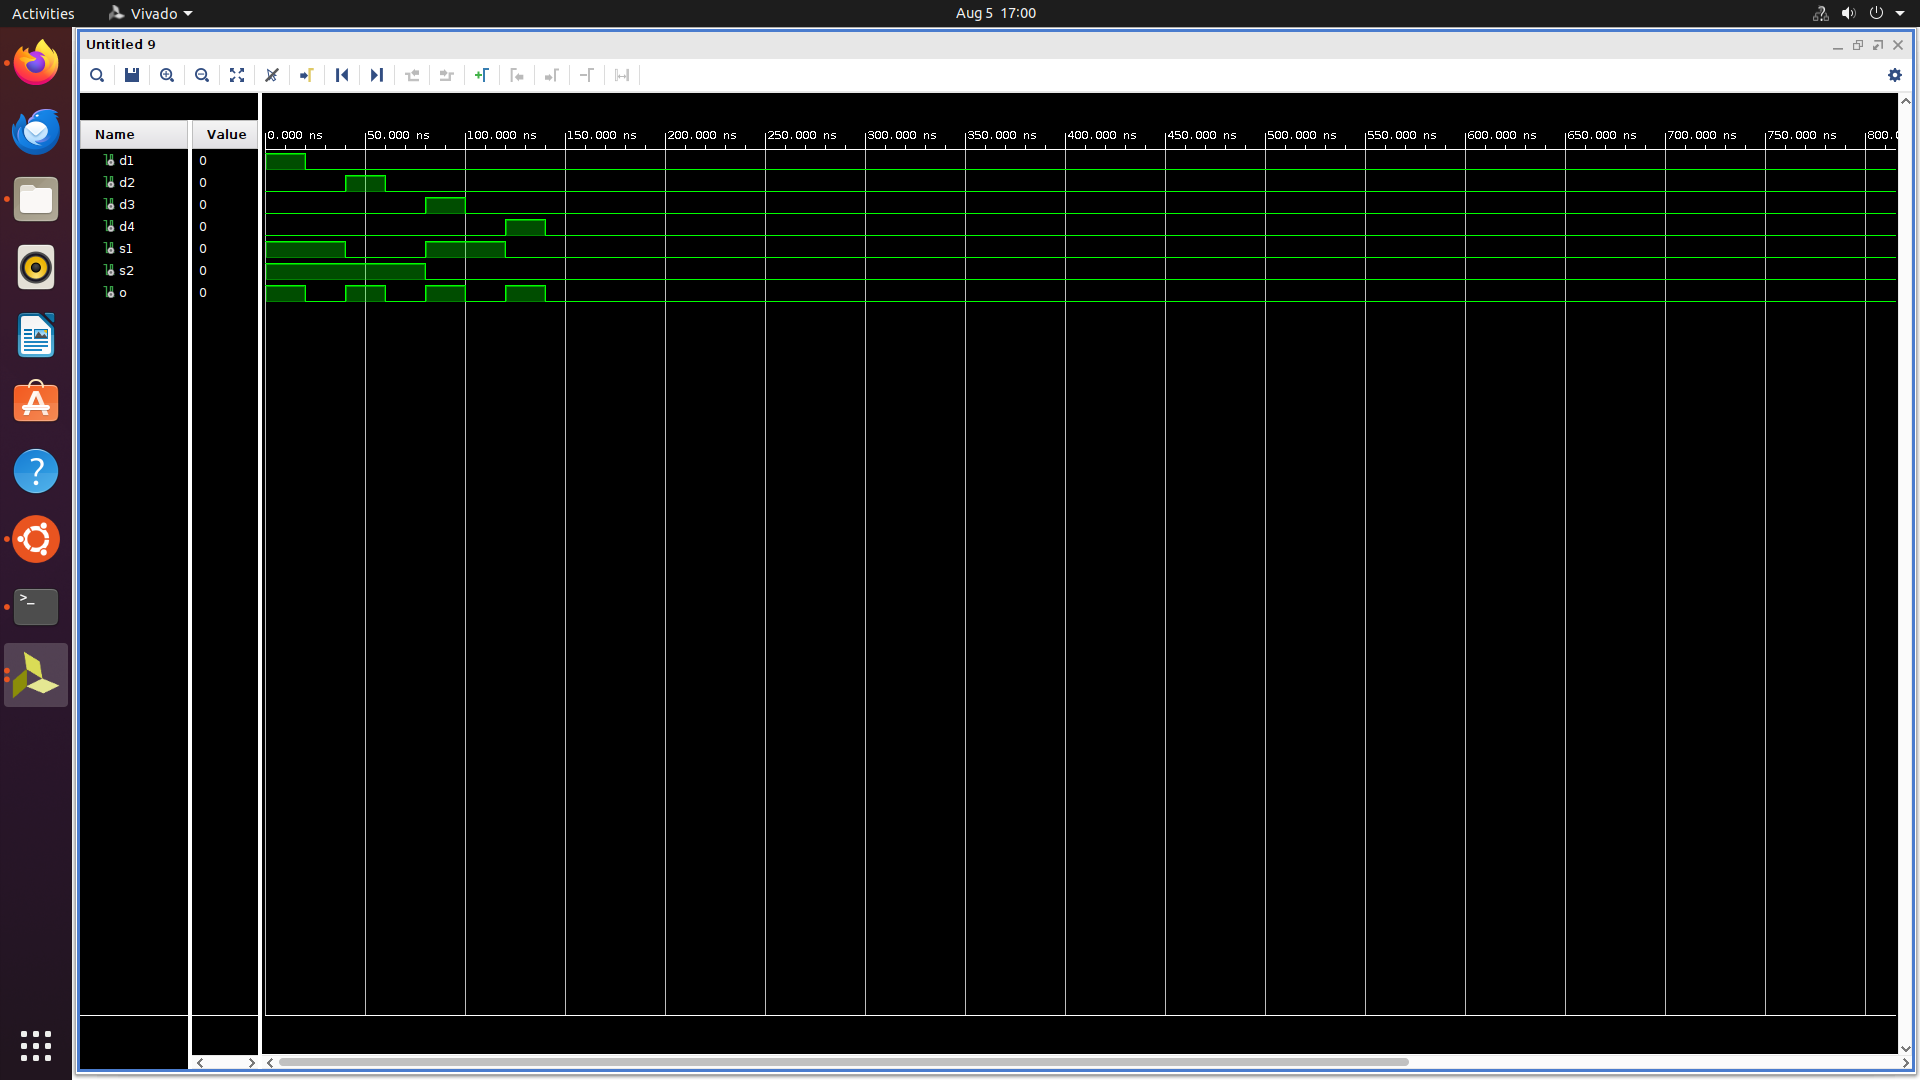 Activities Vivado Aug 5 17:00
Untitled 9
Name Value 0.000 ns 50.000 ns 100.000 ns 150.000 ns 200.000 ns 250.000 ns 300.000 ns 350.000 ns 400.000 ns 450.000 ns 500.000 ns 550.000 ns 600.000 ns 650.000 ns 700.000 ns 750.000 ns 800.
d1 0
d2 0
d3 0
d4 0
s1 0
s2 0
o 0